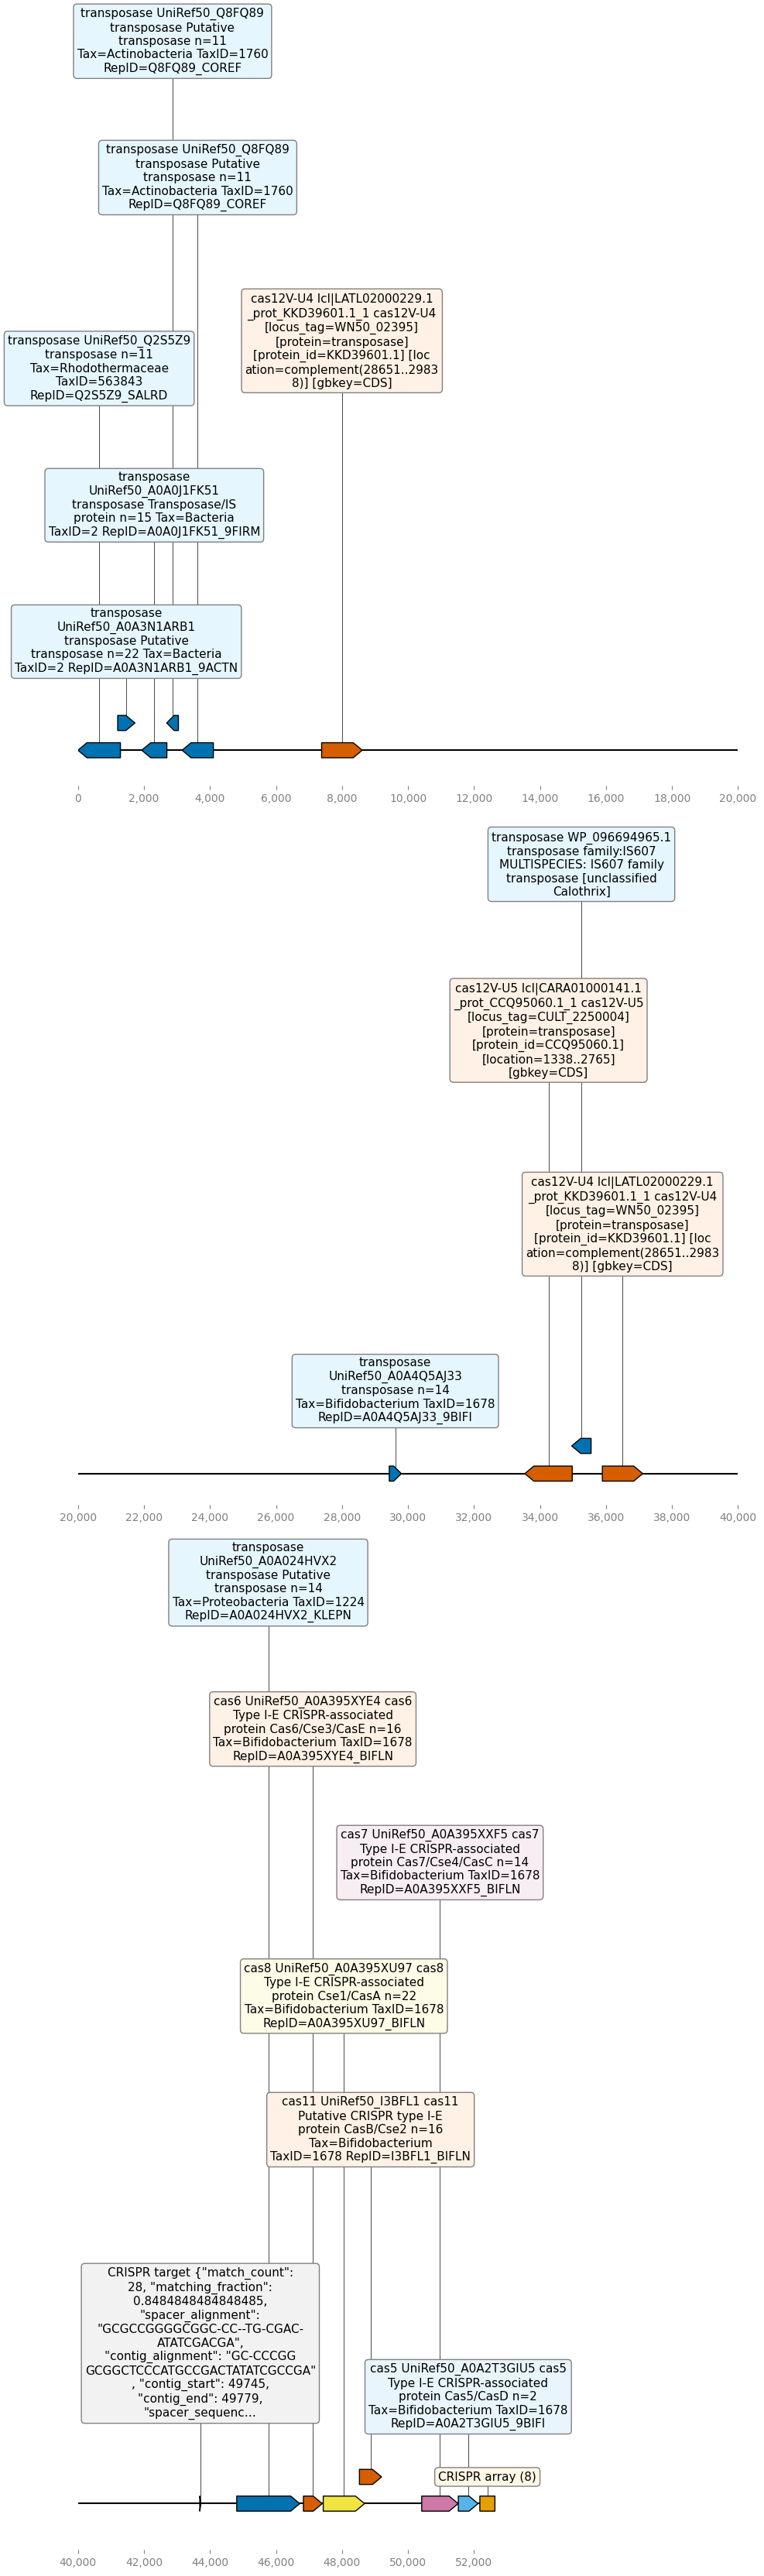 transposase UniRef50_Q8FQ89
transposase Putative
transposase n=11
Tax=Actinobacteria TaxID=1760
RepID=Q8FQ89_COREF
transposase UniRef50_Q8FQ89
transposase Putative
transposase n=11
Tax=Actinobacteria TaxID=1760
RepID=Q8FQ89_COREF
cas12V-U4 lcl|LATL02000229.1
_prot_KKD39601.1_1 cas12V-U4
[locus_tag=WN50_02395]
[protein=transposase]
[protein_id=KKD39601.1] [loc
ation=complement(28651..2983
8)] [gbkey=CDS]
transposase UniRef50_Q2S5Z9
transposase n=11
Tax=Rhodothermaceae
TaxID=563843
RepID=Q2S5Z9_SALRD
transposase
UniRef50_A0A0J1FK51
transposase Transposase/IS
protein n=15 Tax=Bacteria
TaxID=2 RepID=A0A0J1FK51_9FIRM
transposase
UniRef50_A0A3N1ARB1
transposase Putative
transposase n=22 Tax=Bacteria
TaxID=2 RepID=A0A3N1ARB1_9ACTN
0 2,000 4,000 6,000 8,000 10,000 12,000 14,000 16,000 18,000 20,000
transposase WP_096694965.1
transposase family:IS607
MULTISPECIES: IS607 family
transposase [unclassified
Calothrix]
cas12V-U5 lcl|CARA01000141.1
_prot_CCQ95060.1_1 cas12V-U5
[locus_tag=CULT_2250004]
[protein=transposase]
[protein_id=CCQ95060.1]
[location=1338..2765]
[gbkey=CDS]
cas12V-U4 lcl|LATL02000229.1
_prot_KKD39601.1_1 cas12V-U4
[locus_tag=WN50_02395]
[protein=transposase]
[protein_id=KKD39601.1] [loc
ation=complement(28651..2983
8)] [gbkey=CDS]
transposase
UniRef50_A0A4Q5AJ33
transposase n=14
Tax=Bifidobacterium TaxID=1678
RepID=A0A4Q5AJ33_9BIFI
20,000 22,000 24,000 26,000 28,000 30,000 32,000 34,000 36,000 38,000 40,000
transposase
UniRef50_A0A024HVX2
transposase Putative
transposase n=14
Tax=Proteobacteria TaxID=1224
RepID=A0A024HVX2_KLEPN
cas6 UniRef50_A0A395XYE4 cas6
Type I-E CRISPR-associated
protein Cas6/Cse3/CasE n=16
Tax=Bifidobacterium TaxID=1678
RepID=A0A395XYE4_BIFLN
cas7 UniRef50_A0A395XXF5 cas7
Type I-E CRISPR-associated
protein Cas7/Cse4/CasC n=14
Tax=Bifidobacterium TaxID=1678
RepID=A0A395XXF5_BIFLN
cas8 UniRef50_A0A395XU97 cas8
Type I-E CRISPR-associated
protein Cse1/CasA n=22
Tax=Bifidobacterium TaxID=1678
RepID=A0A395XU97_BIFLN
cas11 UniRef50_I3BFL1 cas11
Putative CRISPR type I-E
protein CasB/Cse2 n=16
Tax=Bifidobacterium
TaxID=1678 RepID=I3BFL1_BIFLN
CRISPR target {"match_count":
28, "matching_fraction":
0.8484848484848485,
"spacer_alignment":
"GCGCCGGGGCGGC-CC--TG-CGAC-
ATATCGACGA",
"contig_alignment": "GC-CCCGG
GCGGCTCCCATGCCGACTATATCGCCGA"
, "contig_start": 49745,
"contig_end": 49779,
"spacer_sequenc...
cas5 UniRef50_A0A2T3GIU5 cas5
Type I-E CRISPR-associated
protein Cas5/CasD n=2
Tax=Bifidobacterium TaxID=1678
RepID=A0A2T3GIU5_9BIFI
CRISPR array (8)
40,000 42,000 44,000 46,000 48,000 50,000 52,000